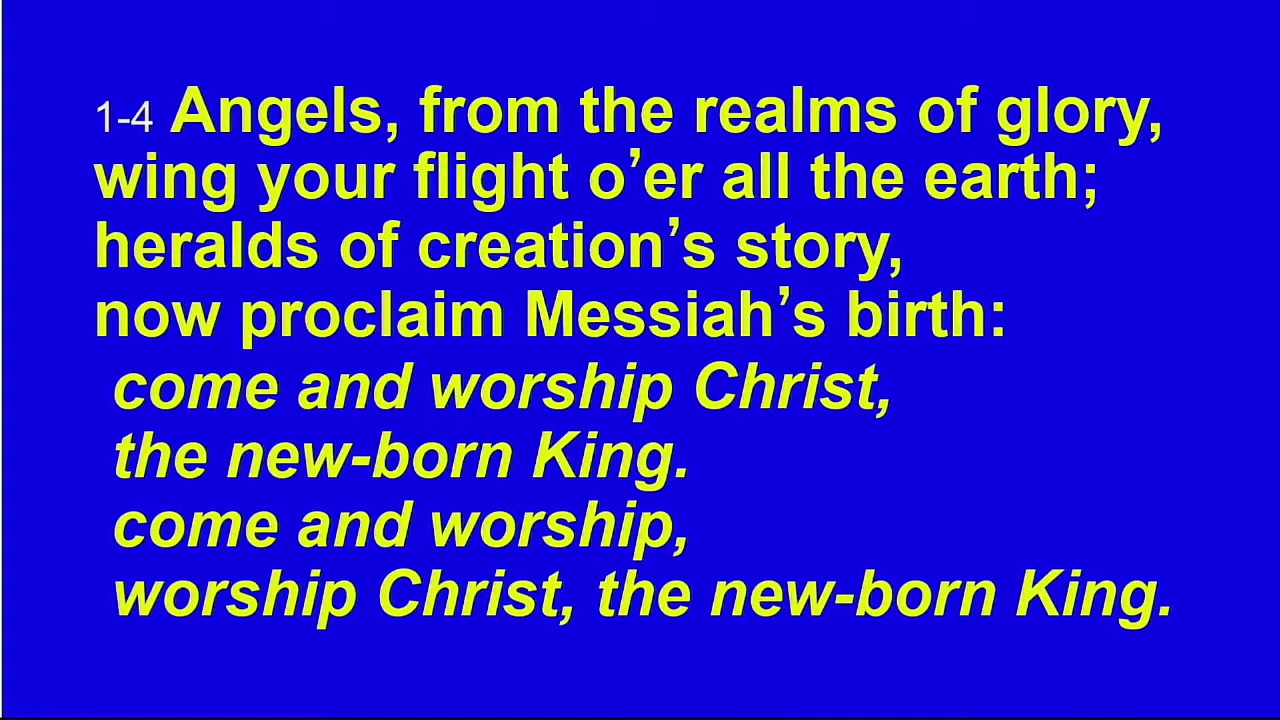 1-4 Angels, from the realms of glory,
wing your flight o’er all the earth;
heralds of creation’s story,
now proclaim Messiah’s birth:
come and worship Christ,
the new-born King.
come and worship,
worship Christ, the new-born King.